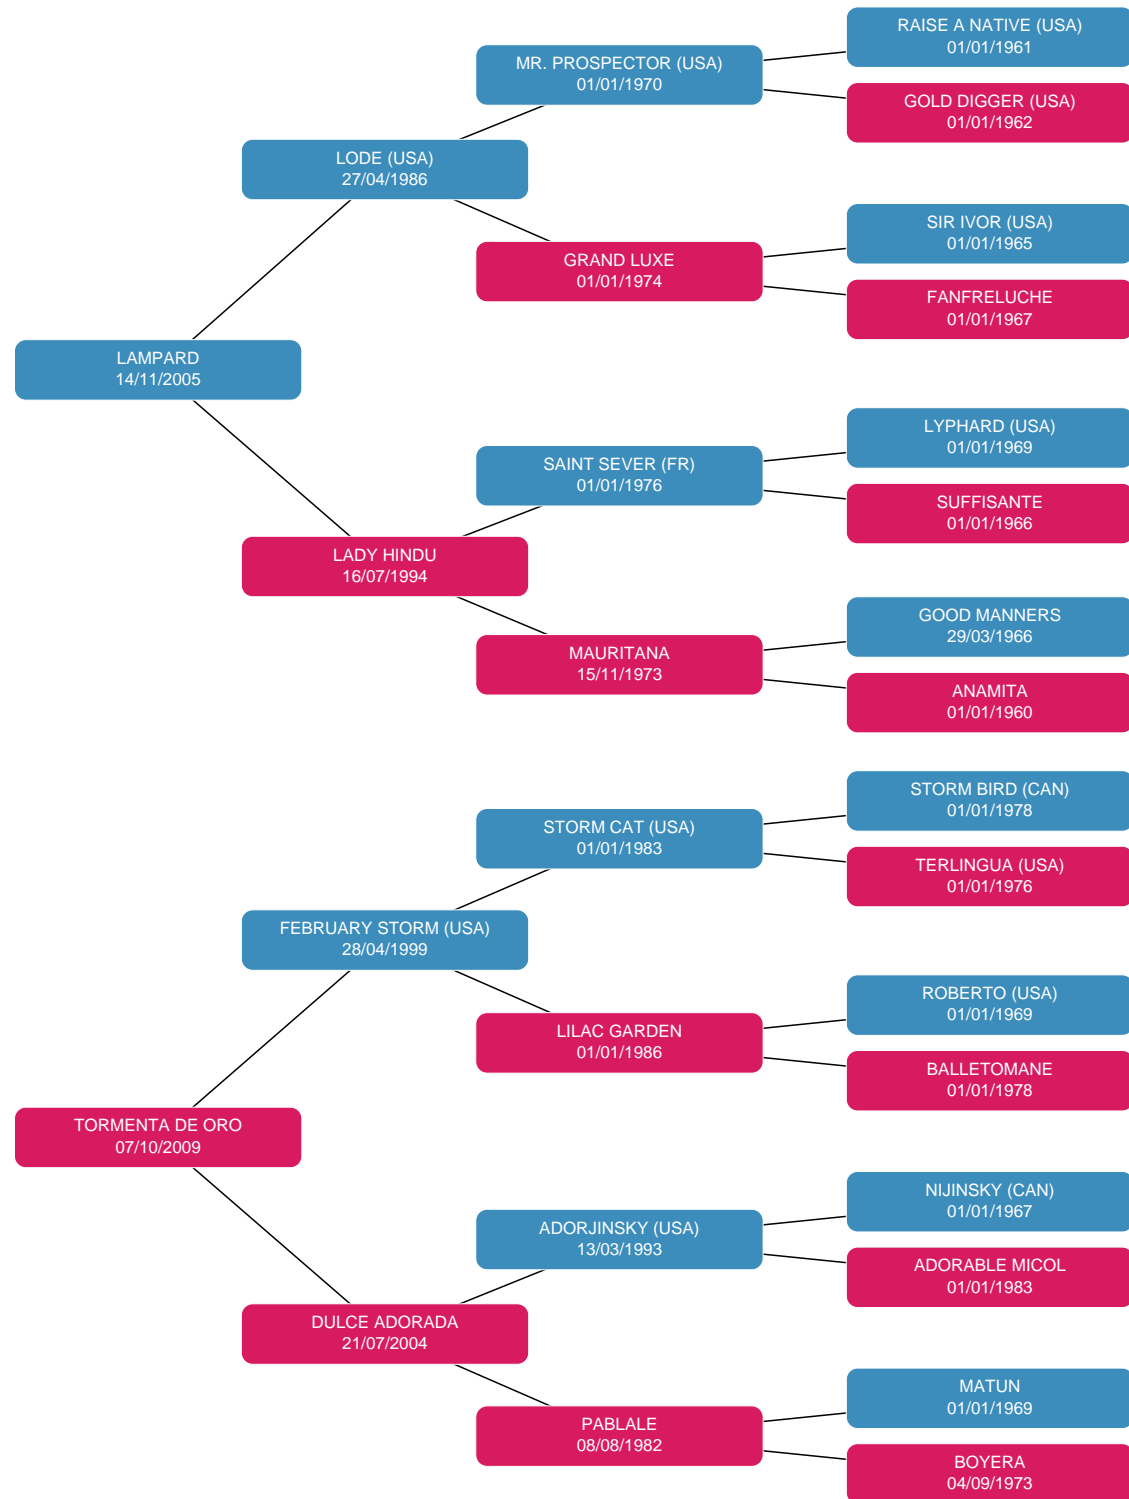 RAISE A NATIVE (USA)
01/01/1961
MR. PROSPECTOR (USA)
01/01/1970
GOLD DIGGER (USA)
01/01/1962
LODE (USA)
27/04/1986
SIR IVOR (USA)
01/01/1965
GRAND LUXE
01/01/1974
FANFRELUCHE
01/01/1967
LAMPARD
14/11/2005
LYPHARD (USA)
01/01/1969
SAINT SEVER (FR)
01/01/1976
SUFFISANTE
01/01/1966
LADY HINDU
16/07/1994
GOOD MANNERS
29/03/1966
MAURITANA
15/11/1973
ANAMITA
01/01/1960
STORM BIRD (CAN)
01/01/1978
STORM CAT (USA)
01/01/1983
TERLINGUA (USA)
01/01/1976
FEBRUARY STORM (USA)
28/04/1999
ROBERTO (USA)
01/01/1969
LILAC GARDEN
01/01/1986
BALLETOMANE
01/01/1978
TORMENTA DE ORO
07/10/2009
NIJINSKY (CAN)
01/01/1967
ADORJINSKY (USA)
13/03/1993
ADORABLE MICOL
01/01/1983
DULCE ADORADA
21/07/2004
MATUN
01/01/1969
PABLALE
08/08/1982
BOYERA
04/09/1973